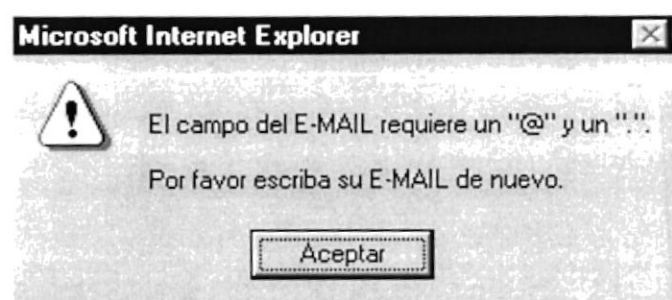 Microsoft Internet Explorer
El campo del E-MAIL requiere un "@" y un ".".
Por favor escriba su E-MAIL de nuevo.
Aceptar